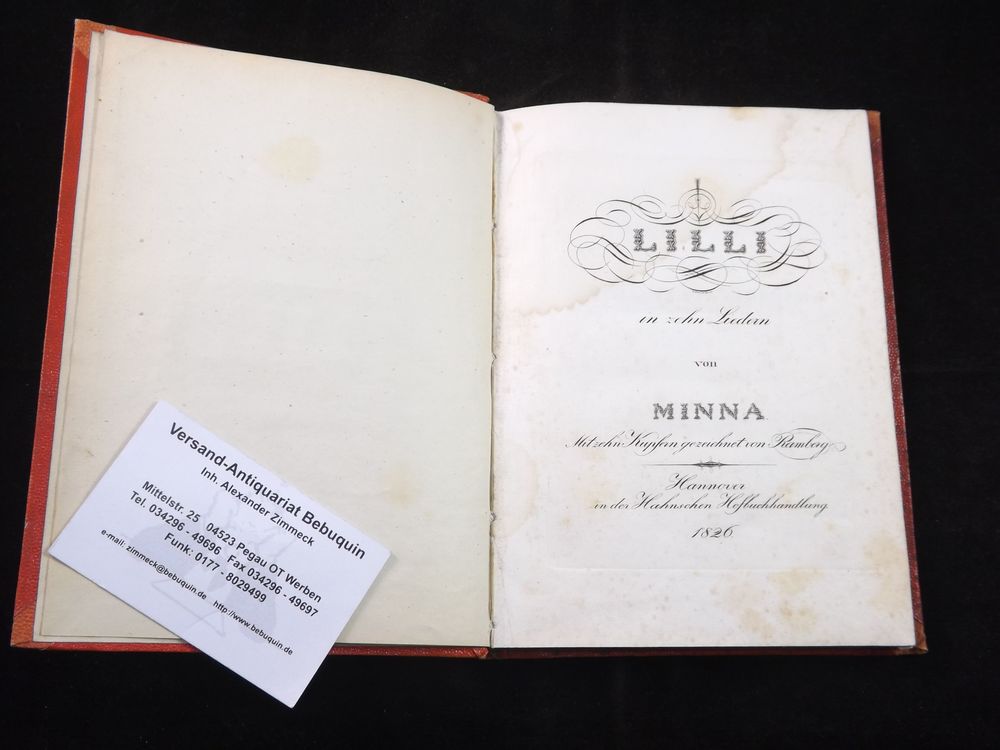 Versand-Antiquariat Bebuquin
Inh. Alexander Zimmeck
Mittelstr. 25 04523 Pegau OT Werben
Tel. 034296 - 49696 Fax 034296 - 49697
Funk: 0177 - 8029499
e-mail: zimmeck@bebuquin.de http://www.bebuquin.de
LILLI
in zehn Liedern
von
MINNA
Mit zehn Kupfern gezeichnet von Ramberg
Hannover
in der Hahnschen Hofbuchhandlung.
1826.